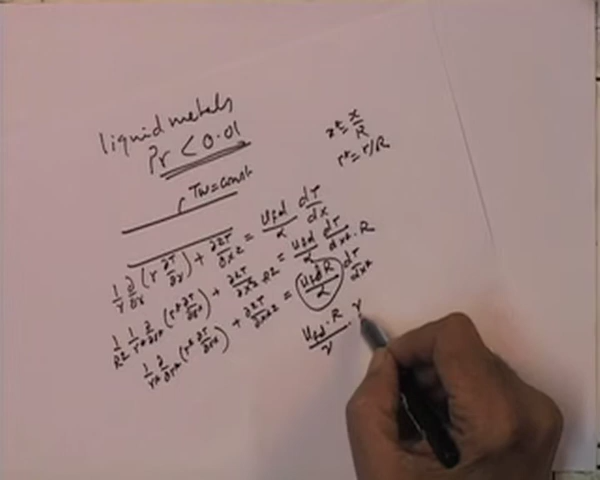 liquid metals
Pr < 0.01
x* = x/R
r* = r/R
Tw = const
1/r ∂/∂r (r ∂T/∂r) + ∂2T/∂x2 = ufd/α dT/dx
1/R2 1/r* ∂/∂r* (r* ∂T/∂r*) + ∂2T/∂x*2 R2 = ufd/α dT/dx* . R
1/r* ∂/∂r* (r* ∂T/∂r*) + ∂2T/∂x*2 = ufd R/α dT/dx*
ufd . R/ν . ν